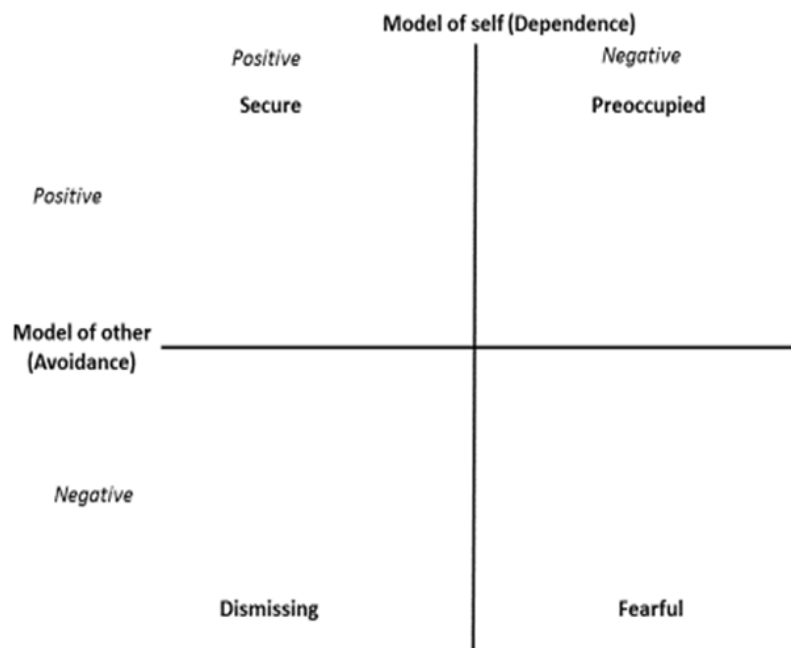 Model of self (Dependence)
Positive
Negative
Secure
Preoccupied
Positive
Model of other
(Avoidance)
Negative
Dismissing
Fearful